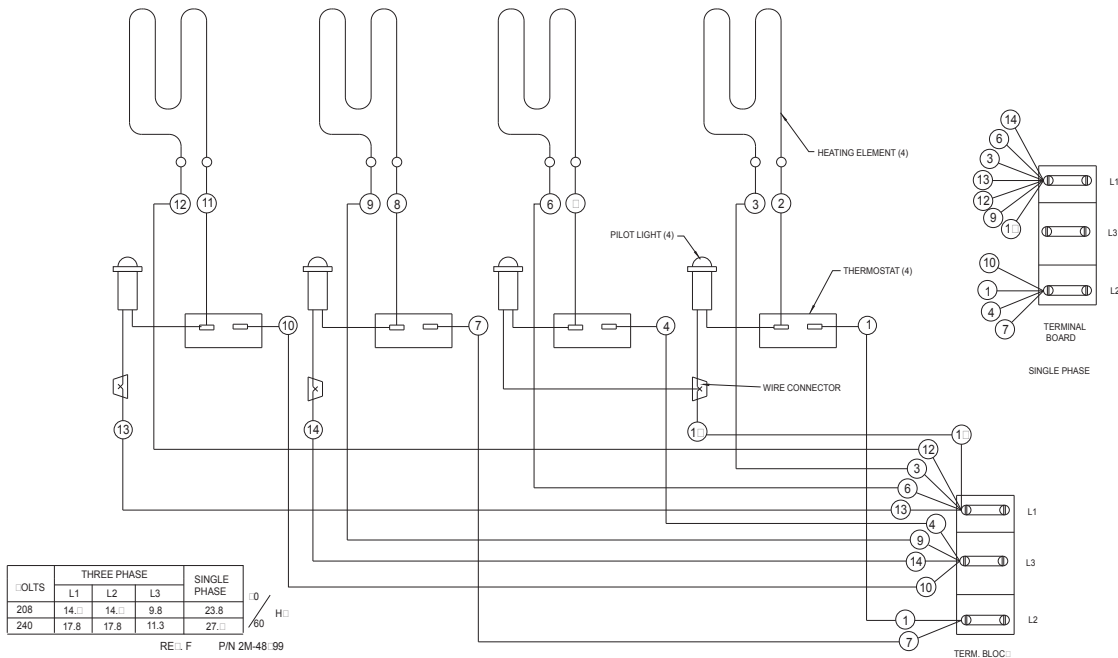 14
6
3
13
12
9
L1
L3
L2
10
1
4
7
TERMINAL
BOARD
SINGLE PHASE
HEATING ELEMENT (4)
12
11
9
8
6
3
2
PILOT LIGHT (4)
THERMOSTAT (4)
10
7
4
1
WIRE CONNECTOR
13
14
12
3
6
13
L1
4
9
14
L3
10
1
L2
7
THREE PHASE
SINGLE
PHASE
L1 L2 L3
208 9.8 23.8
240 17.8 17.8 11.3
60
F P/N
TERM.